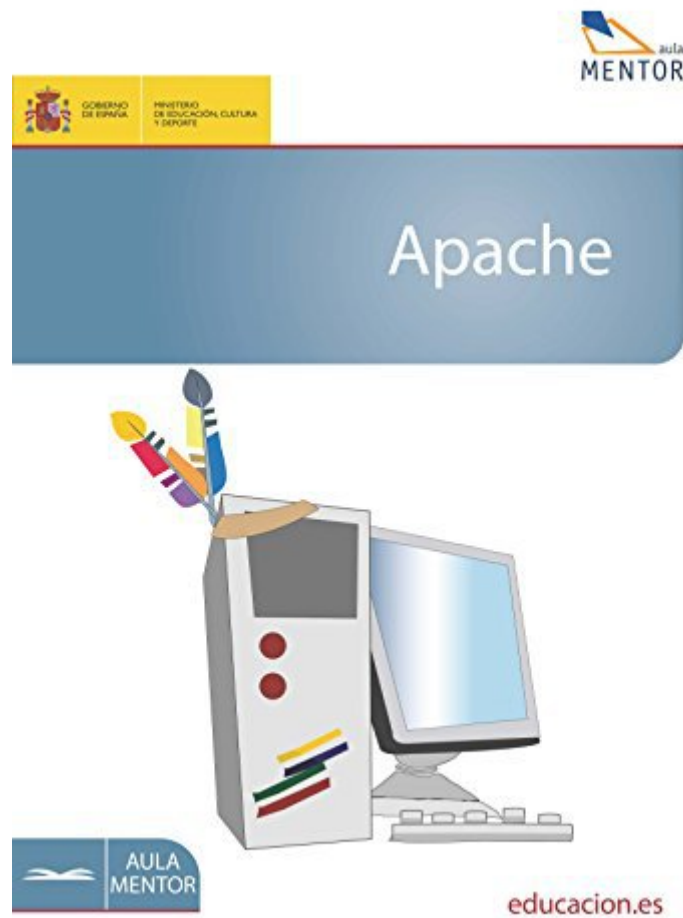 aula
MENTOR
GOBIERNO
DE ESPAÑA
MINISTERIO
DE EDUCACIÓN, CULTURA
Y DEPORTE
Apache
AULA
MENTOR
educacion.es